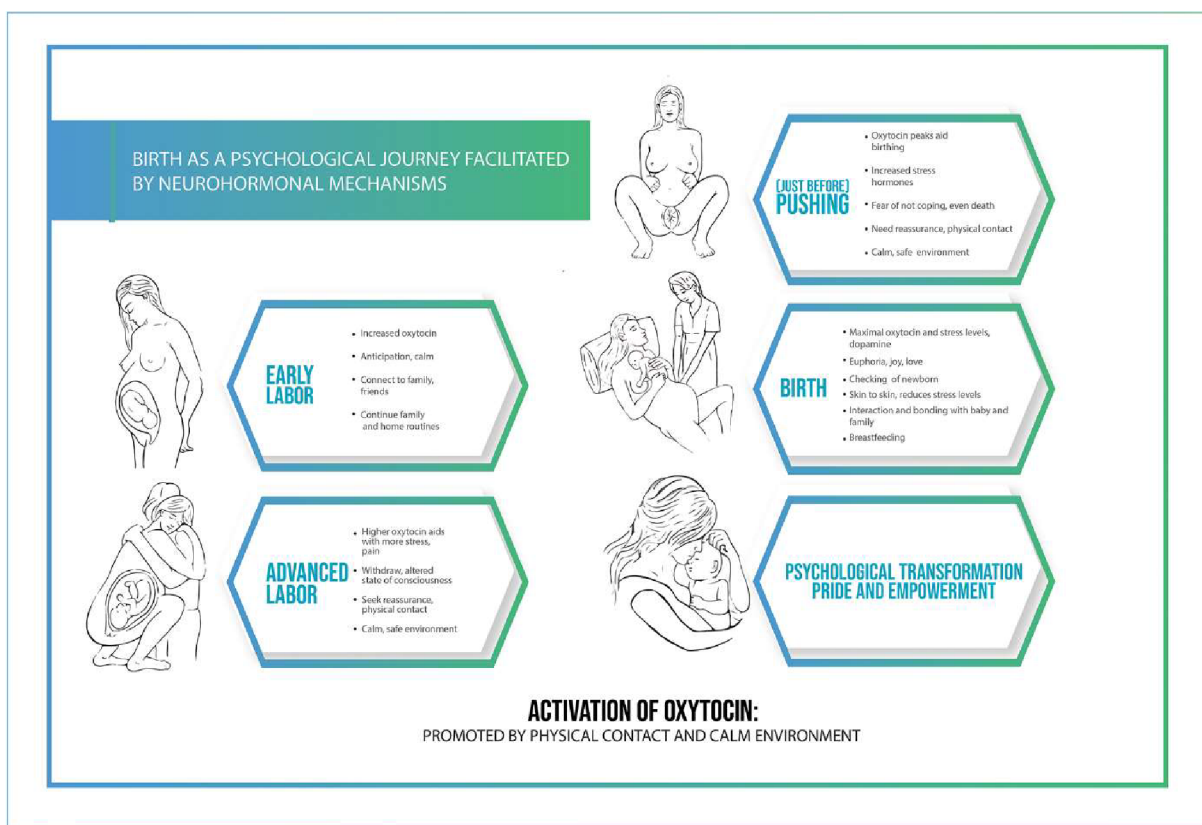 BIRTH AS A PSYCHOLOGICAL JOURNEY FACILITATED
BY NEUROHORMONAL MECHANISMS
EARLY
LABOR
• Increased oxytocin
• Anticipation, calm
• Connect to family,
friends
• Continue family
and home routines
ADVANCED
LABOR
• Higher oxytocin aids
with more stress,
pain
• Withdraw, altered
state of consciousness
• Seek reassurance,
physical contact
• Calm, safe environment
(JUST BEFORE)
PUSHING
• Oxytocin peaks aid
birthing
• Increased stress
hormones
• Fear of not coping, even death
• Need reassurance, physical contact
• Calm, safe environment
BIRTH
• Maximal oxytocin and stress levels,
dopamine
• Euphoria, joy, love
• Checking of newborn
• Skin to skin, reduces stress levels
• Interaction and bonding with baby and
family
• Breastfeeding
PSYCHOLOGICAL TRANSFORMATION
PRIDE AND EMPOWERMENT
ACTIVATION OF OXYTOCIN:
PROMOTED BY PHYSICAL CONTACT AND CALM ENVIRONMENT